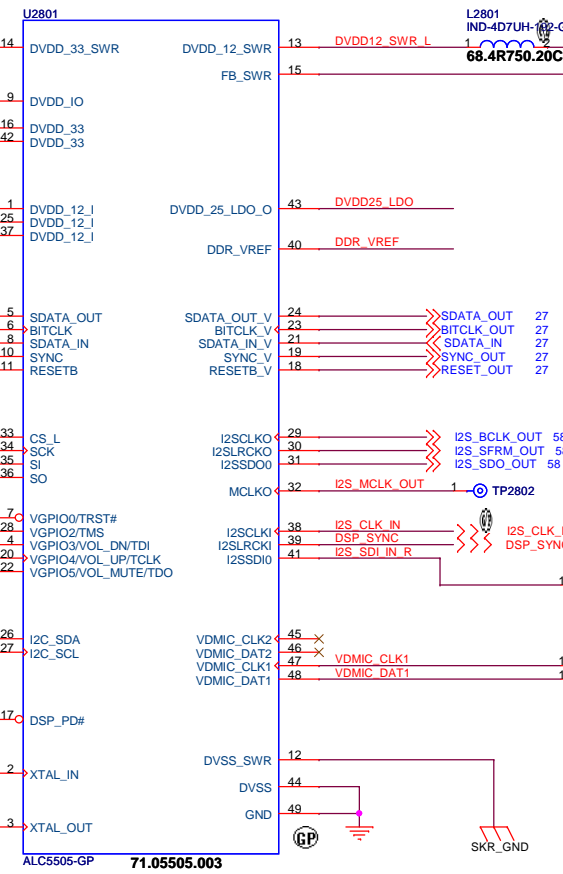 U2801
L2801
IND-4D7UH-
1 2
68.4R750.20C
14 DVDD_33_SWR DVDD_12_SWR 13 DVDD12_SWR_L
FB_SWR 15
9 DVDD_IO
16 DVDD_33
42 DVDD_33
1 DVDD_12_I DVDD_25_LDO_O 43 DVDD25_LDO
25 DVDD_12_I
37 DVDD_12_I
DDR_VREF 40 DDR_VREF
5 SDATA_OUT SDATA_OUT_V 24 SDATA_OUT 27
6 BITCLK BITCLK_V 23 BITCLK_OUT 27
8 SDATA_IN SDATA_IN_V 21 SDATA_IN 27
10 SYNC SYNC_V 19 SYNC_OUT 27
11 RESETB RESETB_V 18 RESET_OUT 27
33 CS_L I2SCLKO 29 I2S_BCLK_OUT 58
34 SCK I2SLRCKO 30 I2S_SFRM_OUT 58
35 SI I2SSDO0 31 I2S_SDO_OUT 58
36 SO
MCLKO 32 I2S_MCLK_OUT 1 TP2802
7 VGPIO0/TRST#
28 VGPIO2/TMS I2SCLKI 38 I2S_CLK_IN I2S_CLK_
4 VGPIO3/VOL_DN/TDI I2SLRCKI 39 DSP_SYNC DSP_SYNC
20 VGPIO4/VOL_UP/TCLK I2SSDI0 41 I2S_SDI_IN_R
22 VGPIO5/VOL_MUTE/TDO
1
26 I2C_SDA VDMIC_CLK2 45
27 I2C_SCL VDMIC_DAT2 46
VDMIC_CLK1 47 VDMIC_CLK1 1
VDMIC_DAT1 48 VDMIC_DAT1 1
17 DSP_PD#
DVSS_SWR 12
2 XTAL_IN
DVSS 44
GND 49
3 XTAL_OUT
GP
SKR_GND
ALC5505-GP 71.05505.003